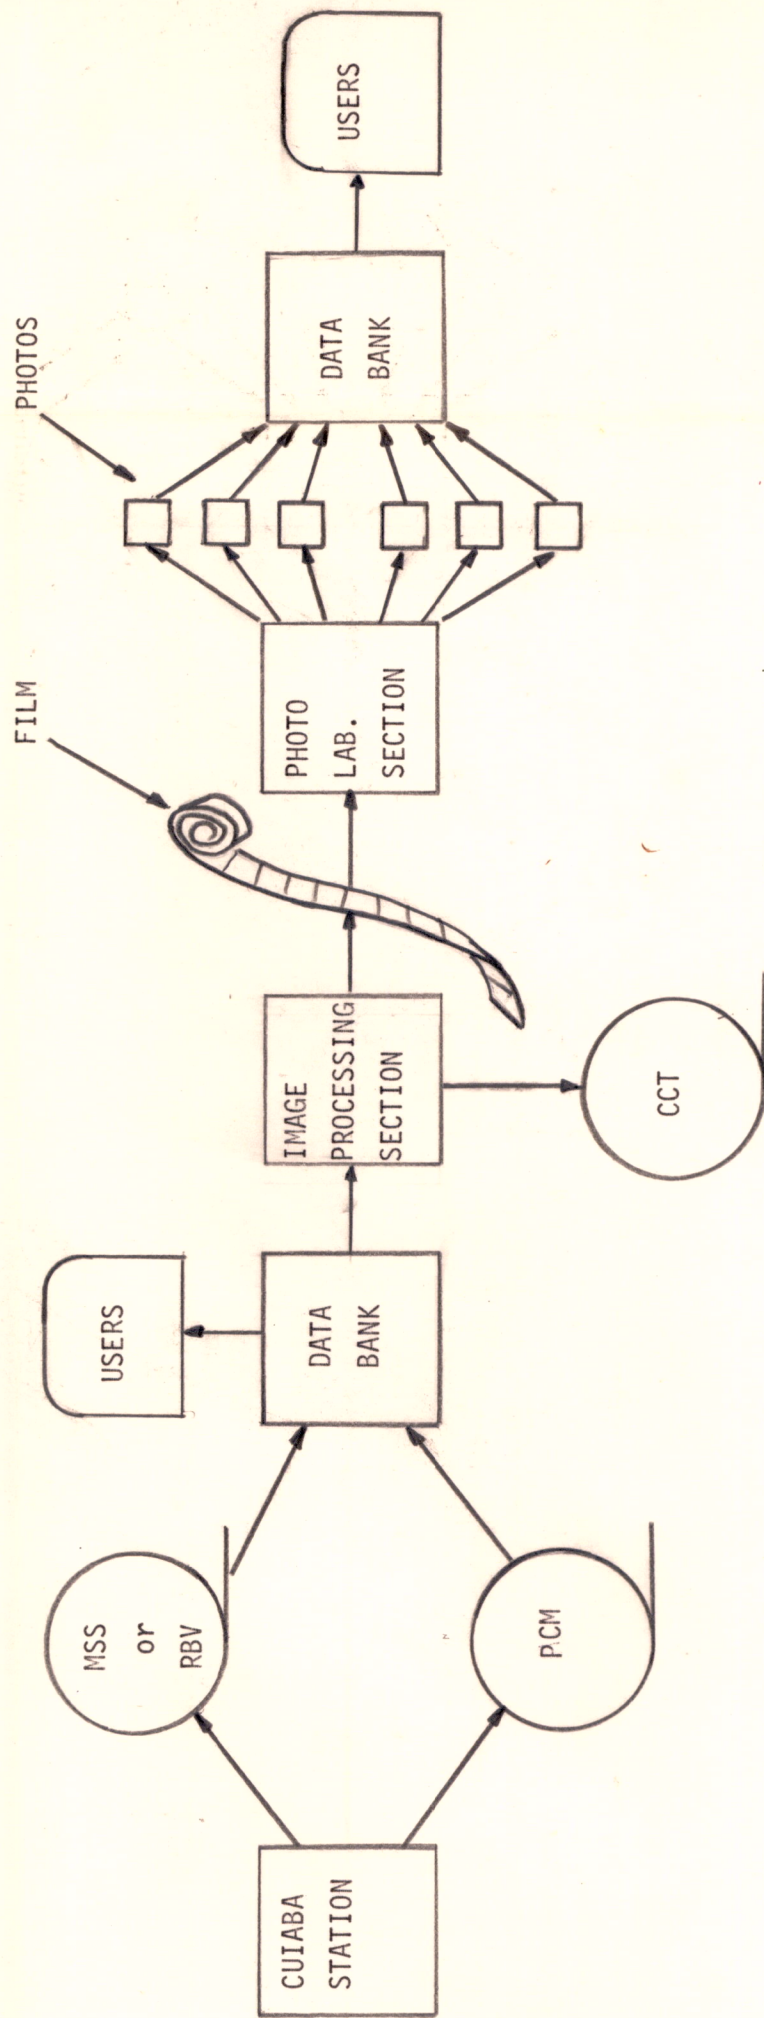 CUIABA
STATION
MSS
or
RBV
PCM
USERS
DATA
BANK
IMAGE
PROCESSING
SECTION
CCT
FILM
PHOTO
LAB.
SECTION
PHOTOS
DATA
BANK
USERS